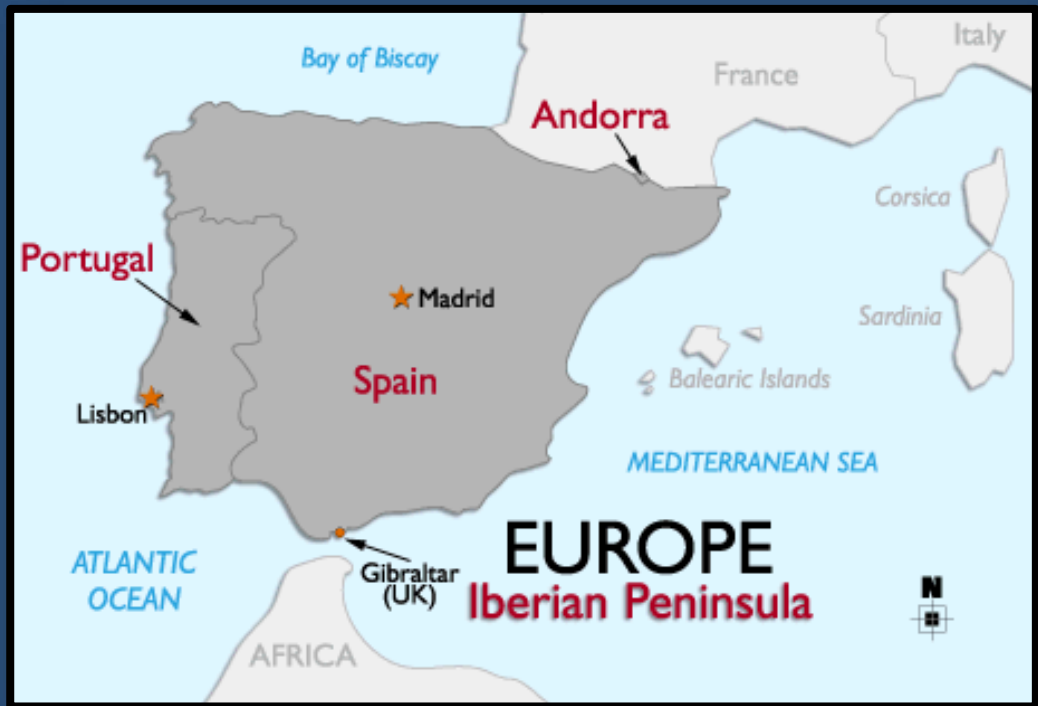 Bay of Biscay
Italy
France
Andorra
Corsica
Portugal
Madrid
Sardinia
Spain
Balearic Islands
Lisbon
MEDITERRANEAN SEA
EUROPE
Iberian Peninsula
ATLANTIC
OCEAN
Gibraltar
(UK)
N
AFRICA